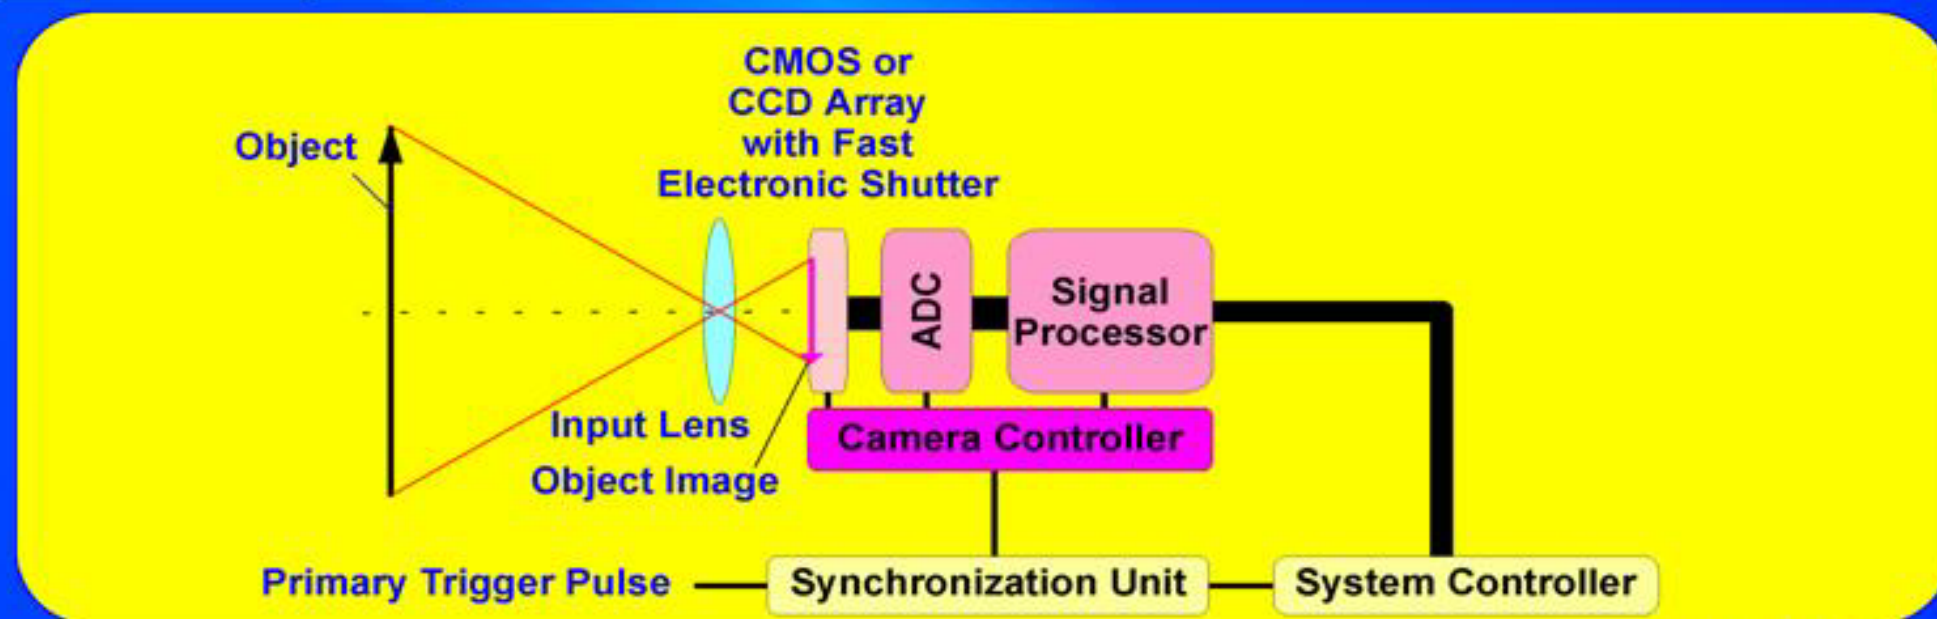 CMOS or
CCD Array
with Fast
Electronic Shutter
Object
ADC
Signal
Processor
Input Lens
Camera Controller
Object Image
Primary Trigger Pulse
Synchronization Unit
System Controller